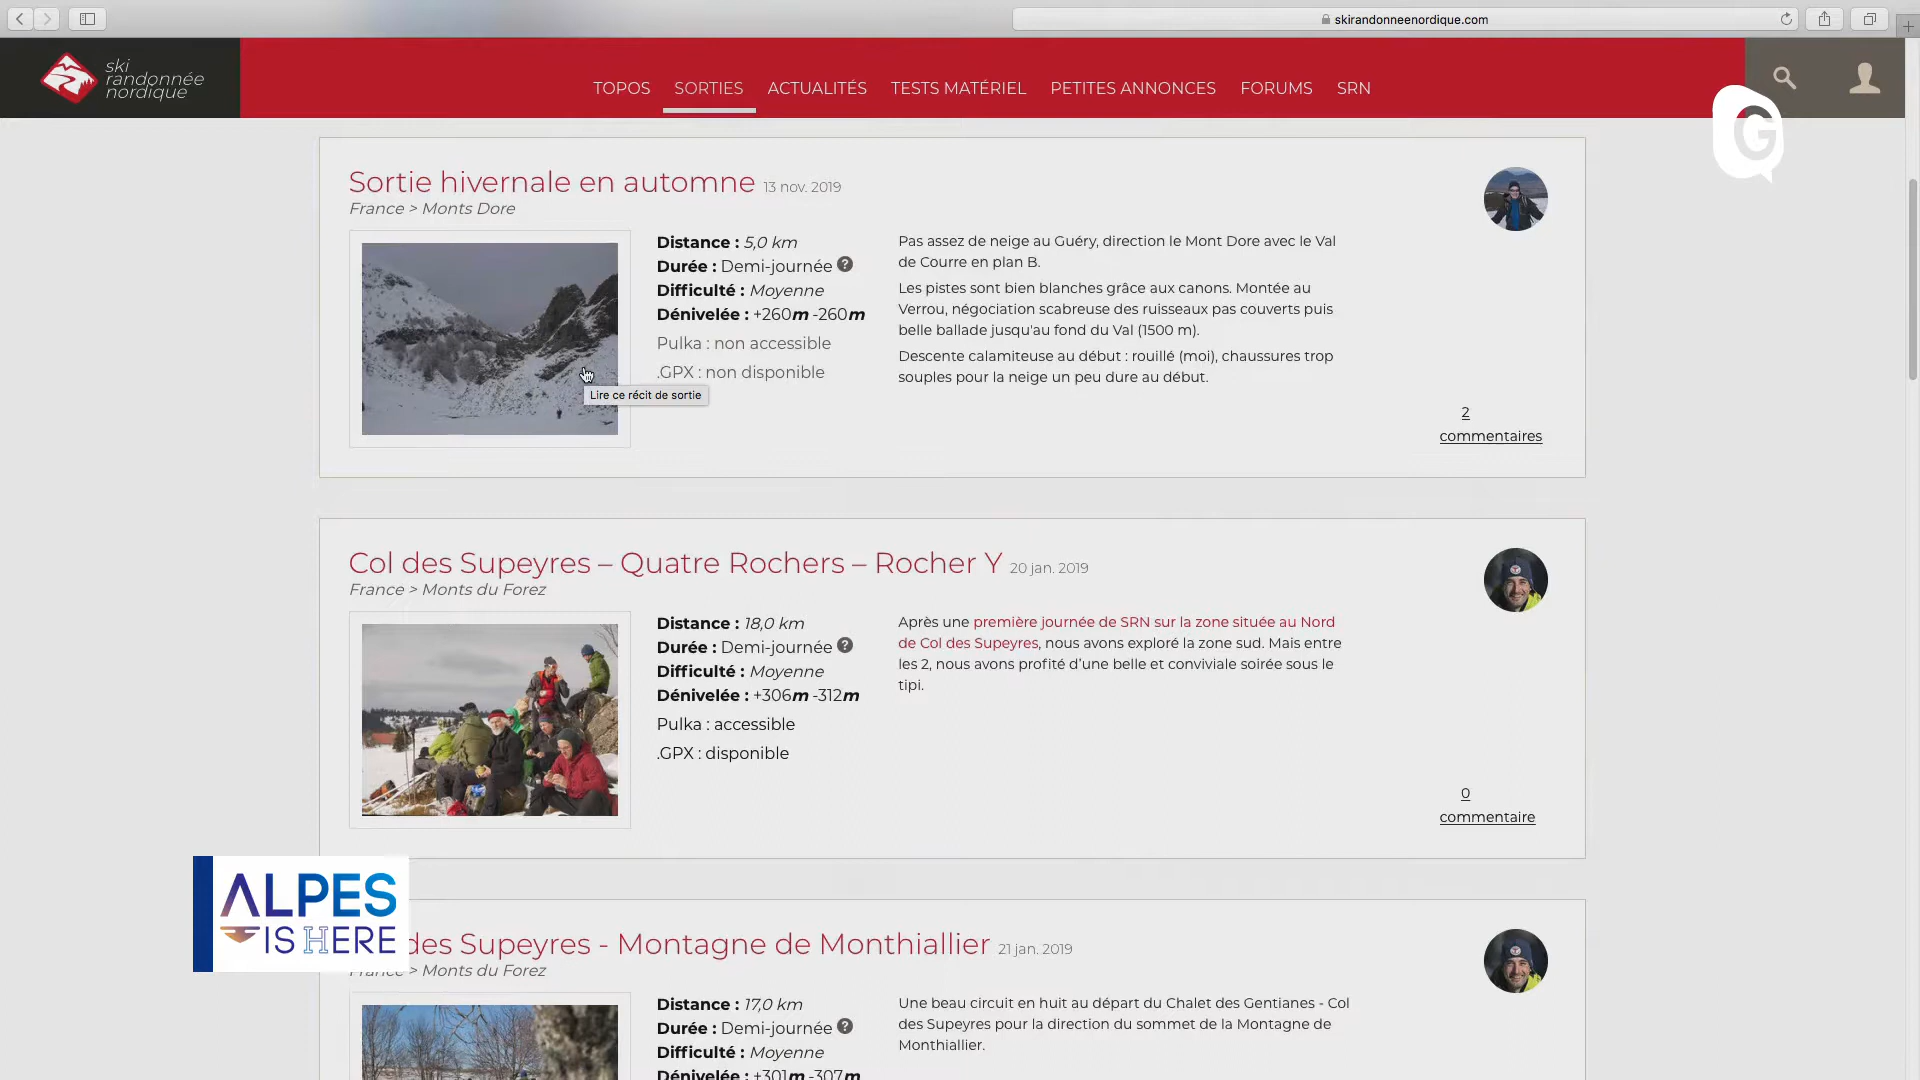 skirandonneenordique.com
ski
randonnée
nordique
TOPOS SORTIES ACTUALITÉS TESTS MATÉRIEL PETITES ANNONCES FORUMS SRN
G
Sortie hivernale en automne 13 nov. 2019
France > Monts Dore
Distance : 5,0 km
Durée : Demi-journée ?
Difficulté : Moyenne
Dénivelée : +260m -260m
Pulka : non accessible
.GPX : non disponible
Lire ce récit de sortie
Pas assez de neige au Guéry, direction le Mont Dore avec le Val
de Courre en plan B.
Les pistes sont bien blanches grâce aux canons. Montée au
Verrou, négociation scabreuse des ruisseaux pas couverts puis
belle ballade jusqu'au fond du Val (1500 m).
Descente calamiteuse au début : rouillé (moi), chaussures trop
souples pour la neige un peu dure au début.
2
commentaires
Col des Supeyres – Quatre Rochers – Rocher Y 20 jan. 2019
France > Monts du Forez
Distance : 18,0 km
Durée : Demi-journée ?
Difficulté : Moyenne
Dénivelée : +306m -312m
Pulka : accessible
.GPX : disponible
Après une première journée de SRN sur la zone située au Nord
de Col des Supeyres, nous avons exploré la zone sud. Mais entre
les 2, nous avons profité d’une belle et conviviale soirée sous le
tipi.
0
commentaire
ALPES
IS HERE
des Supeyres - Montagne de Monthiallier 21 jan. 2019
France > Monts du Forez
Distance : 17,0 km
Durée : Demi-journée ?
Difficulté : Moyenne
Dénivelée : +301m -307m
Une beau circuit en huit au départ du Chalet des Gentianes - Col
des Supeyres pour la direction du sommet de la Montagne de
Monthiallier.